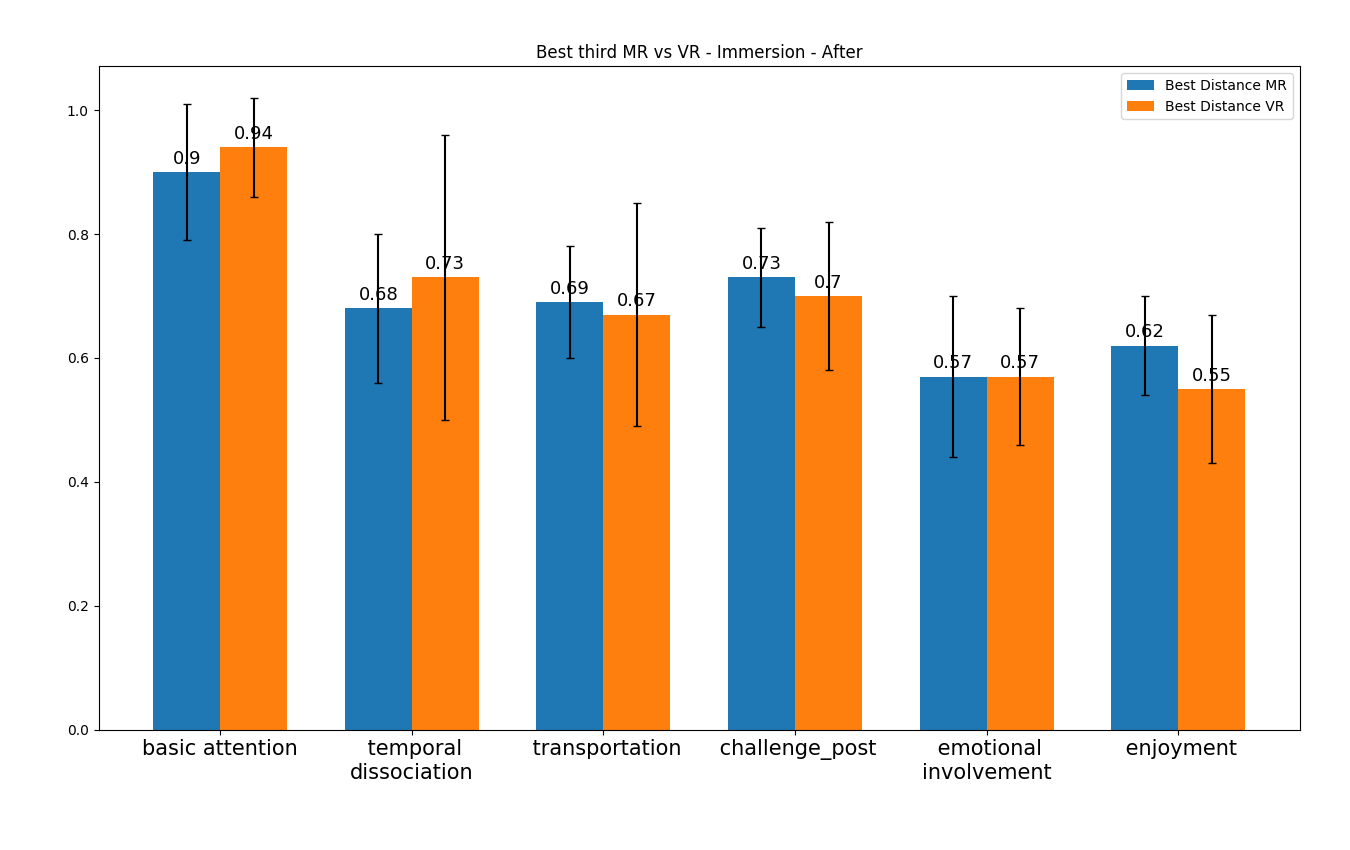 Best third MR vs VR - Immersion - After
Best Distance MR
Best Distance VR
1.0
0.8
0.6
0.4
0.2
0.0
0.9
0.94
0.68
0.73
0.69
0.67
0.73
0.7
0.57
0.57
0.62
0.55
basic attention
temporal
dissociation
transportation
challenge_post
emotional
involvement
enjoyment